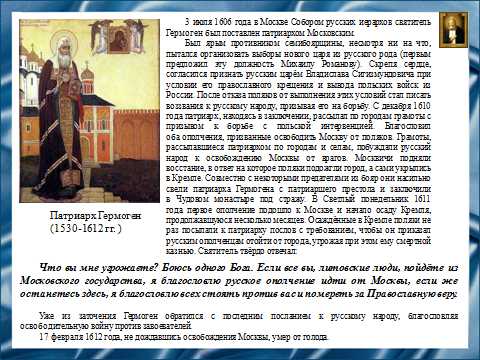 3 июля 1606 года в Москве Собором русских иерархов святитель
Гермоген был поставлен патриархом Московским.
Был ярым противником семибоярщины, несмотря ни на что,
пытался организовать выборы нового царя из русского рода (первым
предложил эту должность Михаилу Романову). Скрепя сердце,
согласился признать русским царём Владислава Сигизмундовича при
условии его православного крещения и вывода польских войск из
России. После отказа поляков от выполнения этих условий стал писать
воззвания к русскому народу, призывая его на борьбу. С декабря 1610
года патриарх, находясь в заключении, рассылал по городам грамоты с
призывом к борьбе с польской интервенцией. Благословил
оба ополчения, призванные освободить Москву от поляков. Грамоты,
рассылавшиеся патриархом по городам и селам, побуждали русский
народ к освобождению Москвы от врагов. Москвичи подняли
восстание, в ответ на которое поляки подожгли город, а сами укрылись
в Кремле. Совместно с некоторыми предателями из бояр они насильно
свели патриарха Гермогена с патриаршего престола и заключили
в Чудовом монастыре под стражу. В Светлый понедельник 1611
года первое ополчение подошло к Москве и начало осаду Кремля,
продолжавшуюся несколько месяцев. Осаждённые в Кремле поляки не
раз посылали к патриарху послов с требованием, чтобы он приказал
русским ополченцам отойти от города, угрожая при этом ему смертной
казнью. Святитель твёрдо отвечал:
Патриарх Гермоген
(1530-1612 гг. )
Что вы мне угрожаете? Боюсь одного Бога. Если все вы, литовские люди, пойдёте из
Московского государства, я благословлю русское ополчение идти от Москвы, если же
останетесь здесь, я благословлю всех стоять против вас и помереть за Православную веру.
Уже из заточения Гермоген обратился с последним посланием к русскому народу, благословляя
освободительную войну против завоевателей.
17 февраля 1612 года, не дождавшись освобождения Москвы, умер от голода.